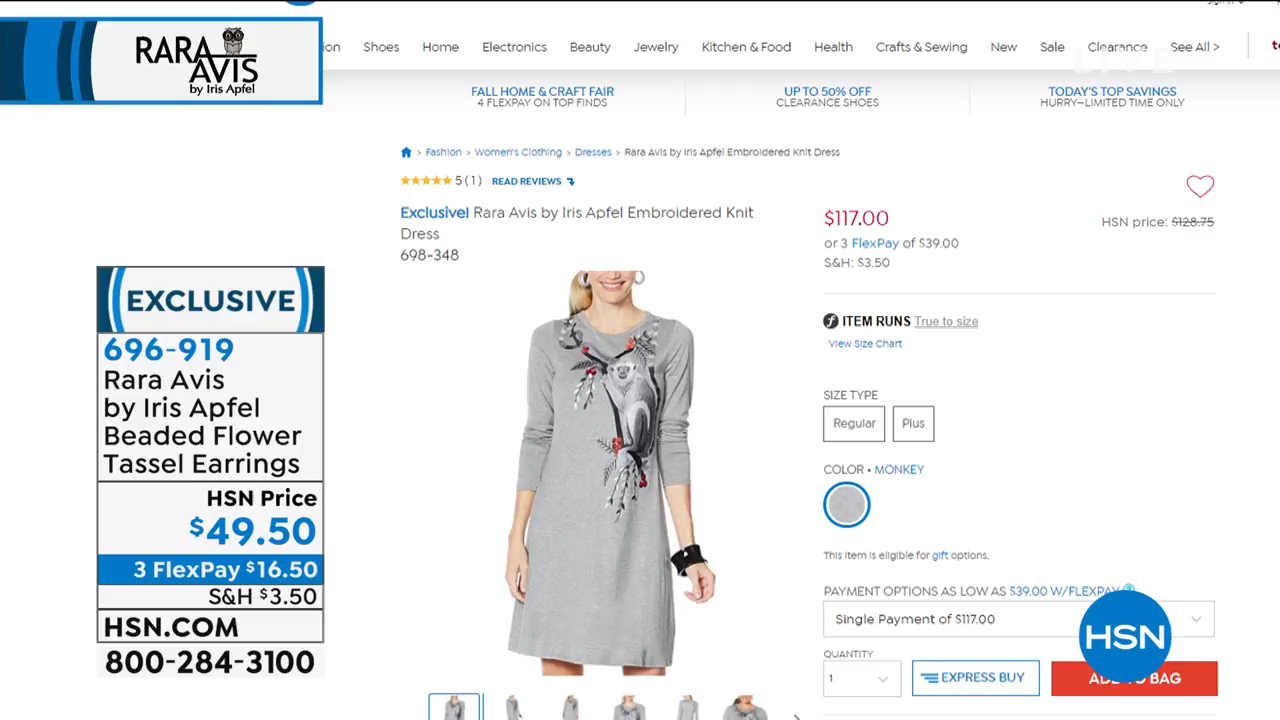 RARA
AVIS
by Iris Apfel
Shoes Home Electronics Beauty Jewelry Kitchen & Food Health Crafts & Sewing New Sale Clearance See All >
LIVE
FALL HOME & CRAFT FAIR
4 FLEXPAY ON TOP FINDS
UP TO 50% OFF
CLEARANCE SHOES
TODAY'S TOP SAVINGS
HURRY—LIMITED TIME ONLY
> Fashion > Women's Clothing > Dresses > Rara Avis by Iris Apfel Embroidered Knit Dress
5 (1) READ REVIEWS
Exclusive! Rara Avis by Iris Apfel Embroidered Knit
Dress
698-348
$117.00
HSN price: $128.75
or 3 FlexPay of $39.00
S&H: $3.50
ITEM RUNS True to size
View Size Chart
SIZE TYPE
Regular Plus
COLOR • MONKEY
This item is eligible for gift options.
PAYMENT OPTIONS AS LOW AS $39.00 W/FLEXPAY
Single Payment of $117.00
QUANTITY
1
EXPRESS BUY
ADD TO BAG
HSN
EXCLUSIVE
696-919
Rara Avis
by Iris Apfel
Beaded Flower
Tassel Earrings
HSN Price
$49.50
3 FlexPay $16.50
S&H $3.50
HSN.COM
800-284-3100